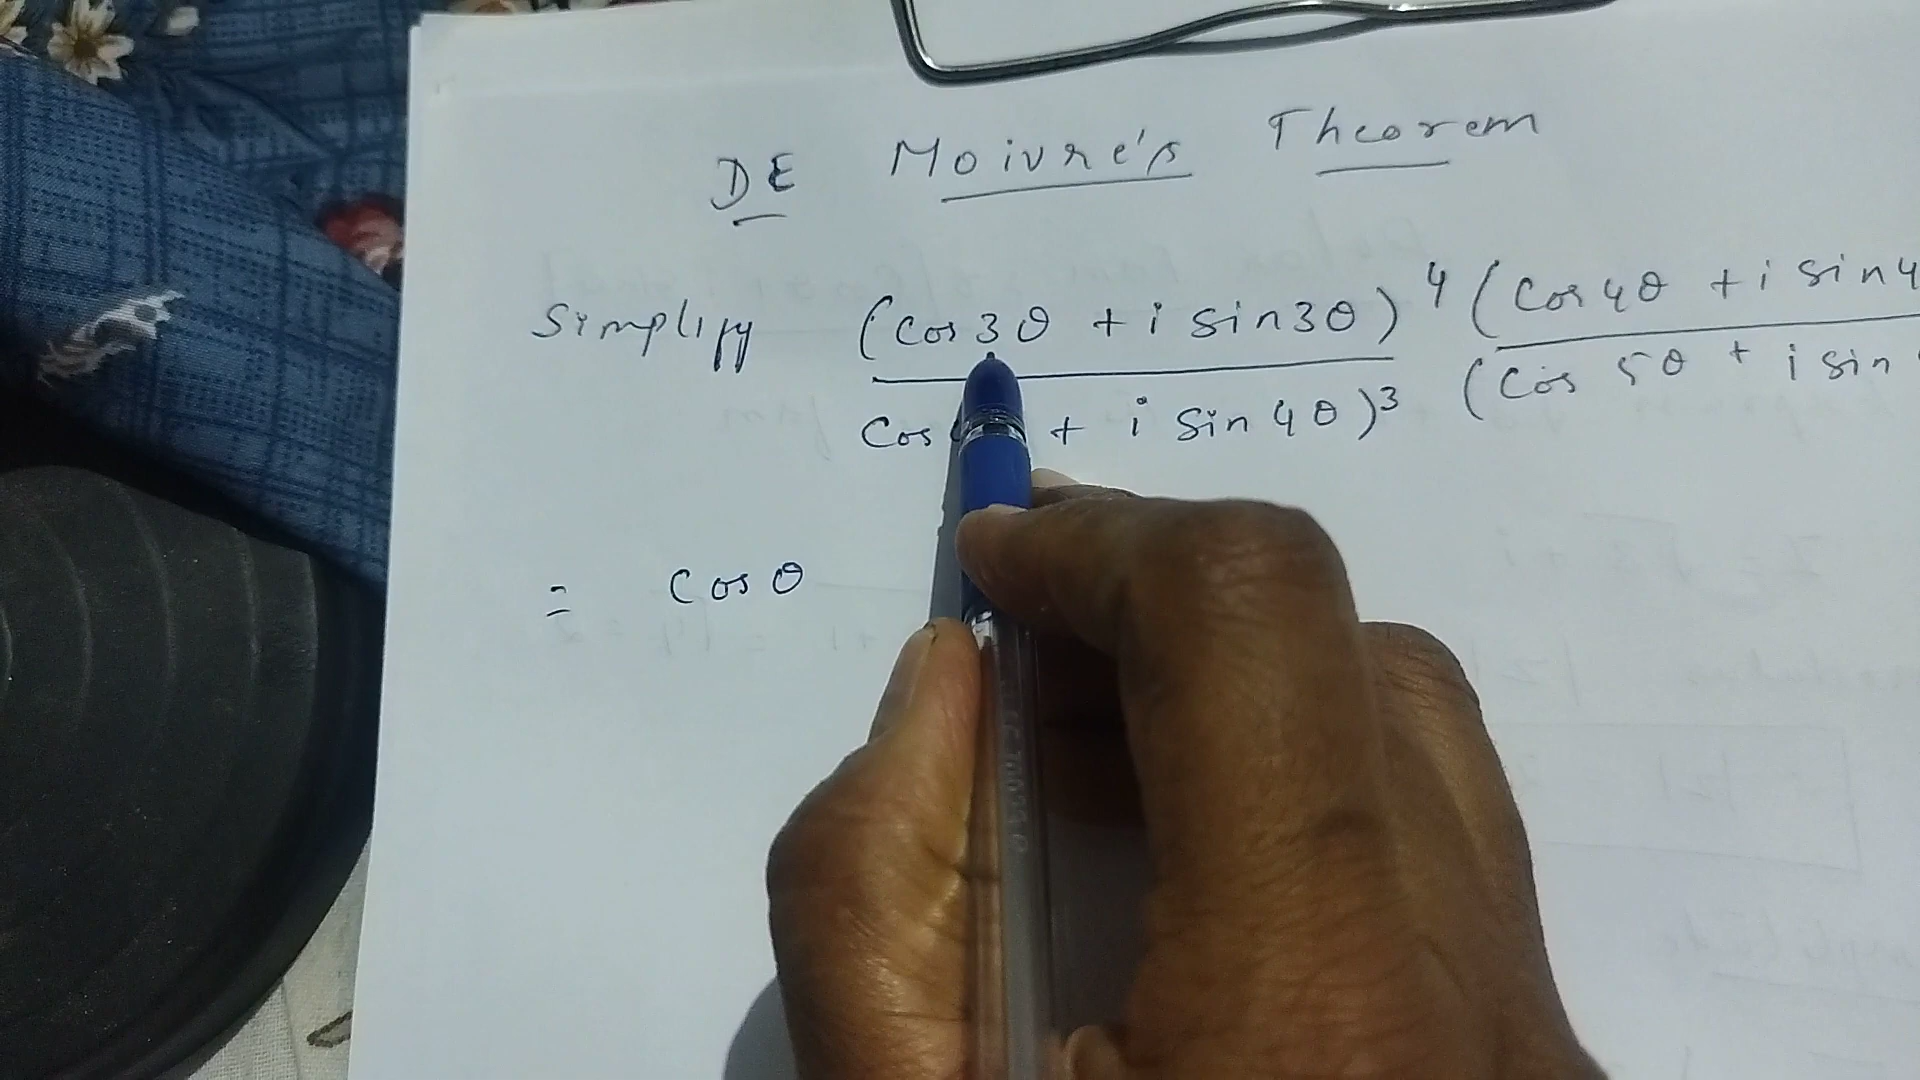 DE Moivre's Theorem
Simplify (cos 3θ + i sin 3θ)⁴ (cos 4θ + i sin 4
cos + i sin 4θ)³ (cos 5θ + i sin
= cos θ